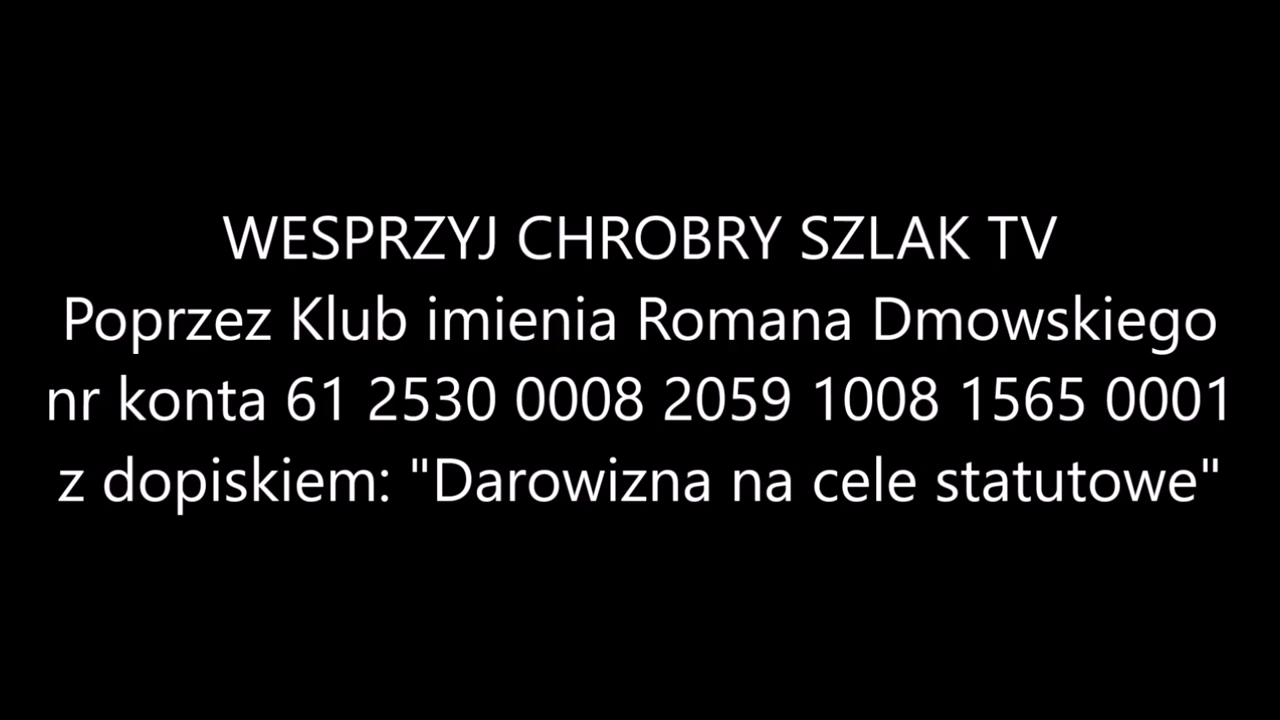 WESPRZYJ CHROBRY SZLAK TV
Poprzez Klub imienia Romana Dmowskiego
nr konta 61 2530 0008 2059 1008 1565 0001
z dopiskiem: "Darowizna na cele statutowe"